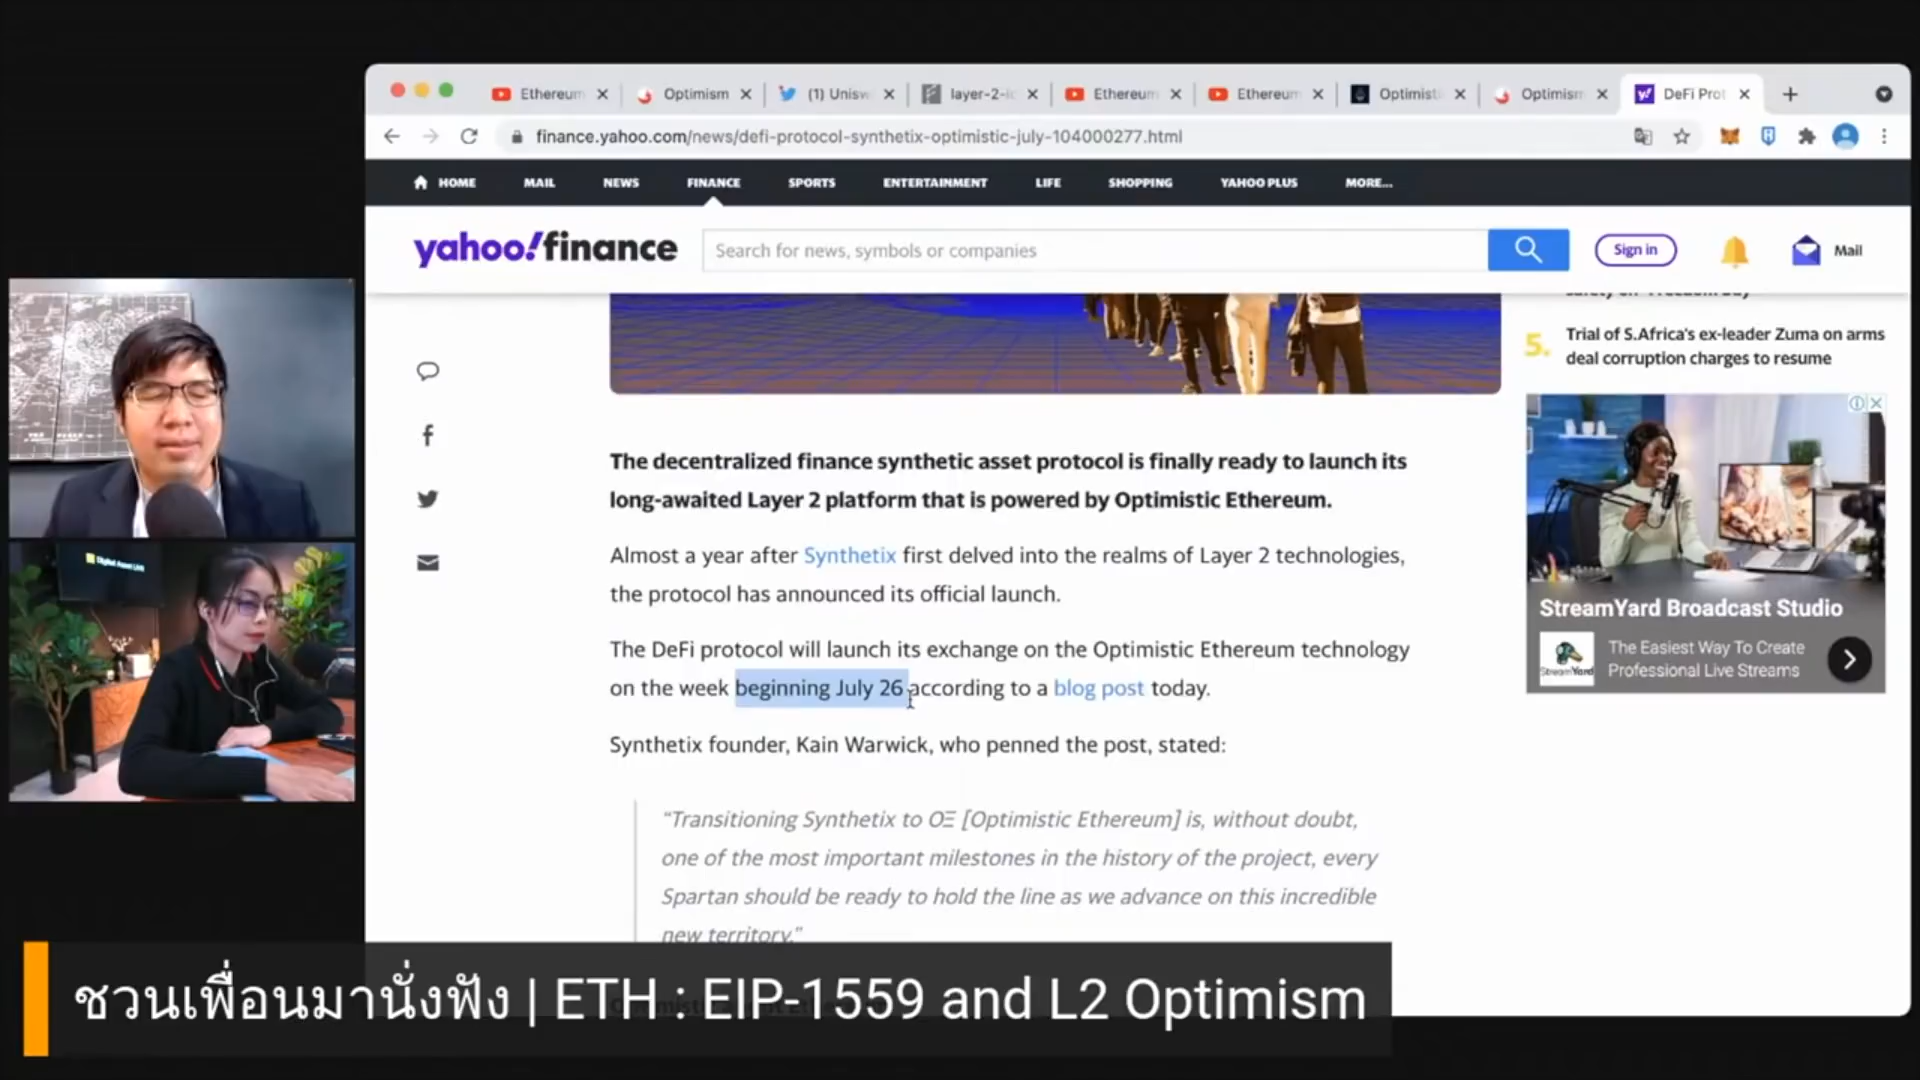 Ethereum
Optimism
(1) Unisw
layer-2-ic
Ethereum
Ethereum
Optimisti
Optimism
DeFi Prot
finance.yahoo.com/news/defi-protocol-synthetix-optimistic-july-104000277.html
HOME MAIL NEWS FINANCE SPORTS ENTERTAINMENT LIFE SHOPPING YAHOO PLUS MORE...
yahoo!finance
Search for news, symbols or companies
Sign in
Mail
5. Trial of S.Africa's ex-leader Zuma on arms
deal corruption charges to resume
The decentralized finance synthetic asset protocol is finally ready to launch its
long-awaited Layer 2 platform that is powered by Optimistic Ethereum.
Almost a year after Synthetix first delved into the realms of Layer 2 technologies,
the protocol has announced its official launch.
The DeFi protocol will launch its exchange on the Optimistic Ethereum technology
on the week beginning July 26 according to a blog post today.
Synthetix founder, Kain Warwick, who penned the post, stated:
“Transitioning Synthetix to OΞ [Optimistic Ethereum] is, without doubt,
one of the most important milestones in the history of the project, every
Spartan should be ready to hold the line as we advance on this incredible
new territory.”
StreamYard Broadcast Studio
StreamYard
The Easiest Way To Create
Professional Live Streams
Digital Asset Live
ชวนเพื่อนมานั่งฟัง | ETH : EIP-1559 and L2 Optimism